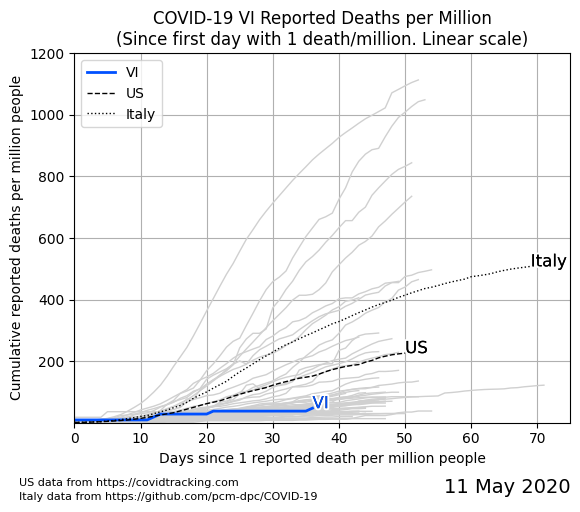 COVID-19 VI Reported Deaths per Million
(Since first day with 1 death/million. Linear scale)
Cumulative reported deaths per million people
1200
1000
800
600
400
200
VI
US
Italy
Italy
US
VI
0 10 20 30 40 50 60 70
Days since 1 reported death per million people
US data from https://covidtracking.com
Italy data from https://github.com/pcm-dpc/COVID-19
11 May 2020